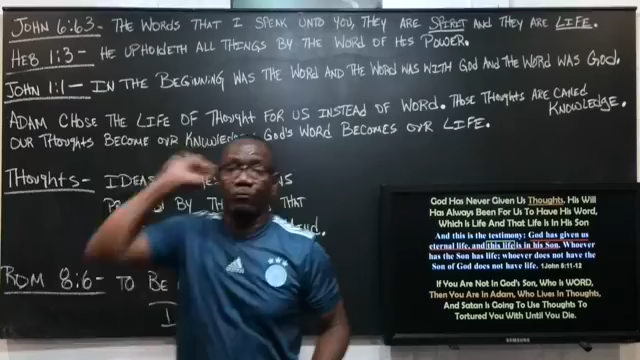 JOHN 6:63- THE WORDS THAT I SPEAK UNTO YOU, THEY ARE SPIRIT AND THEY ARE LIFE.
HEB 1:3- HE UPHOLDETH ALL THINGS BY THE WORD OF HIS POWER.
JOHN 1:1- IN THE BEGINNING WAS THE WORD AND THE WORD WAS WITH GOD AND THE WORD WAS GOD.
ADAM CHOSE THE LIFE OF THOUGHT FOR US INSTEAD OF WORD. THOSE THOUGHTS ARE CALLED KNOWLEDGE.
OUR THOUGHTS BECOME OUR GOD'S WORD BECOMES OUR LIFE.
THOUGHTS- IDEAS
BY THAT
ROM 8:6- TO BE
adidas
God Has Never Given Us Thoughts. His Will
Has Always Been For Us To Have His Word,
Which Is Life And That Life Is In His Son
And this is the testimony: God has given us
eternal life, and this life is in his Son. Whoever
has the Son has life; whoever does not have the
Son of God does not have life. 1John 5:11-12
If You Are Not In God's Son, Who Is WORD,
Then You Are In Adam, Who Lives In Thoughts,
And Satan Is Going To Use Thoughts To
Tortured You With Until You Die.
SAMSUNG